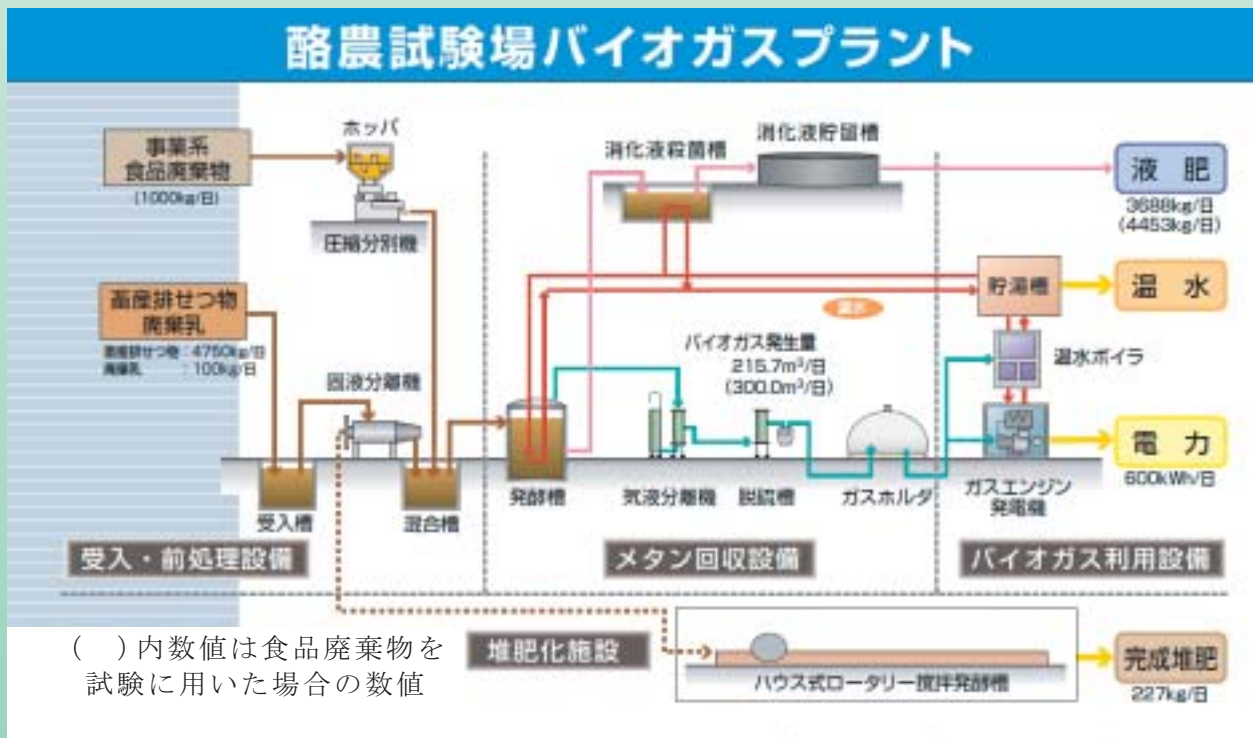 酪農試験場バイオガスプラント
事業系
食品廃棄物
(1000kg/日)
ホッパ
圧縮分別機
畜産排せつ物
廃棄乳
畜産排せつ物:4750kg/日
廃棄乳 :100kg/日
固液分離機
受入槽
混合槽
受入・前処理設備
消化液殺菌槽
消化液貯留槽
温水
バイオガス発生量
215.7m³/日
(300.0m³/日)
発酵槽
気液分離機
脱硫槽
ガスホルダ
メタン回収設備
液肥
3688kg/日
(4453kg/日)
貯湯槽
温水
温水ボイラ
電力
600kWh/日
ガスエンジン
発電機
バイオガス利用設備
( )内数値は食品廃棄物を
試験に用いた場合の数値
堆肥化施設
ハウス式ロータリー撹拌発酵槽
完成堆肥
227kg/日